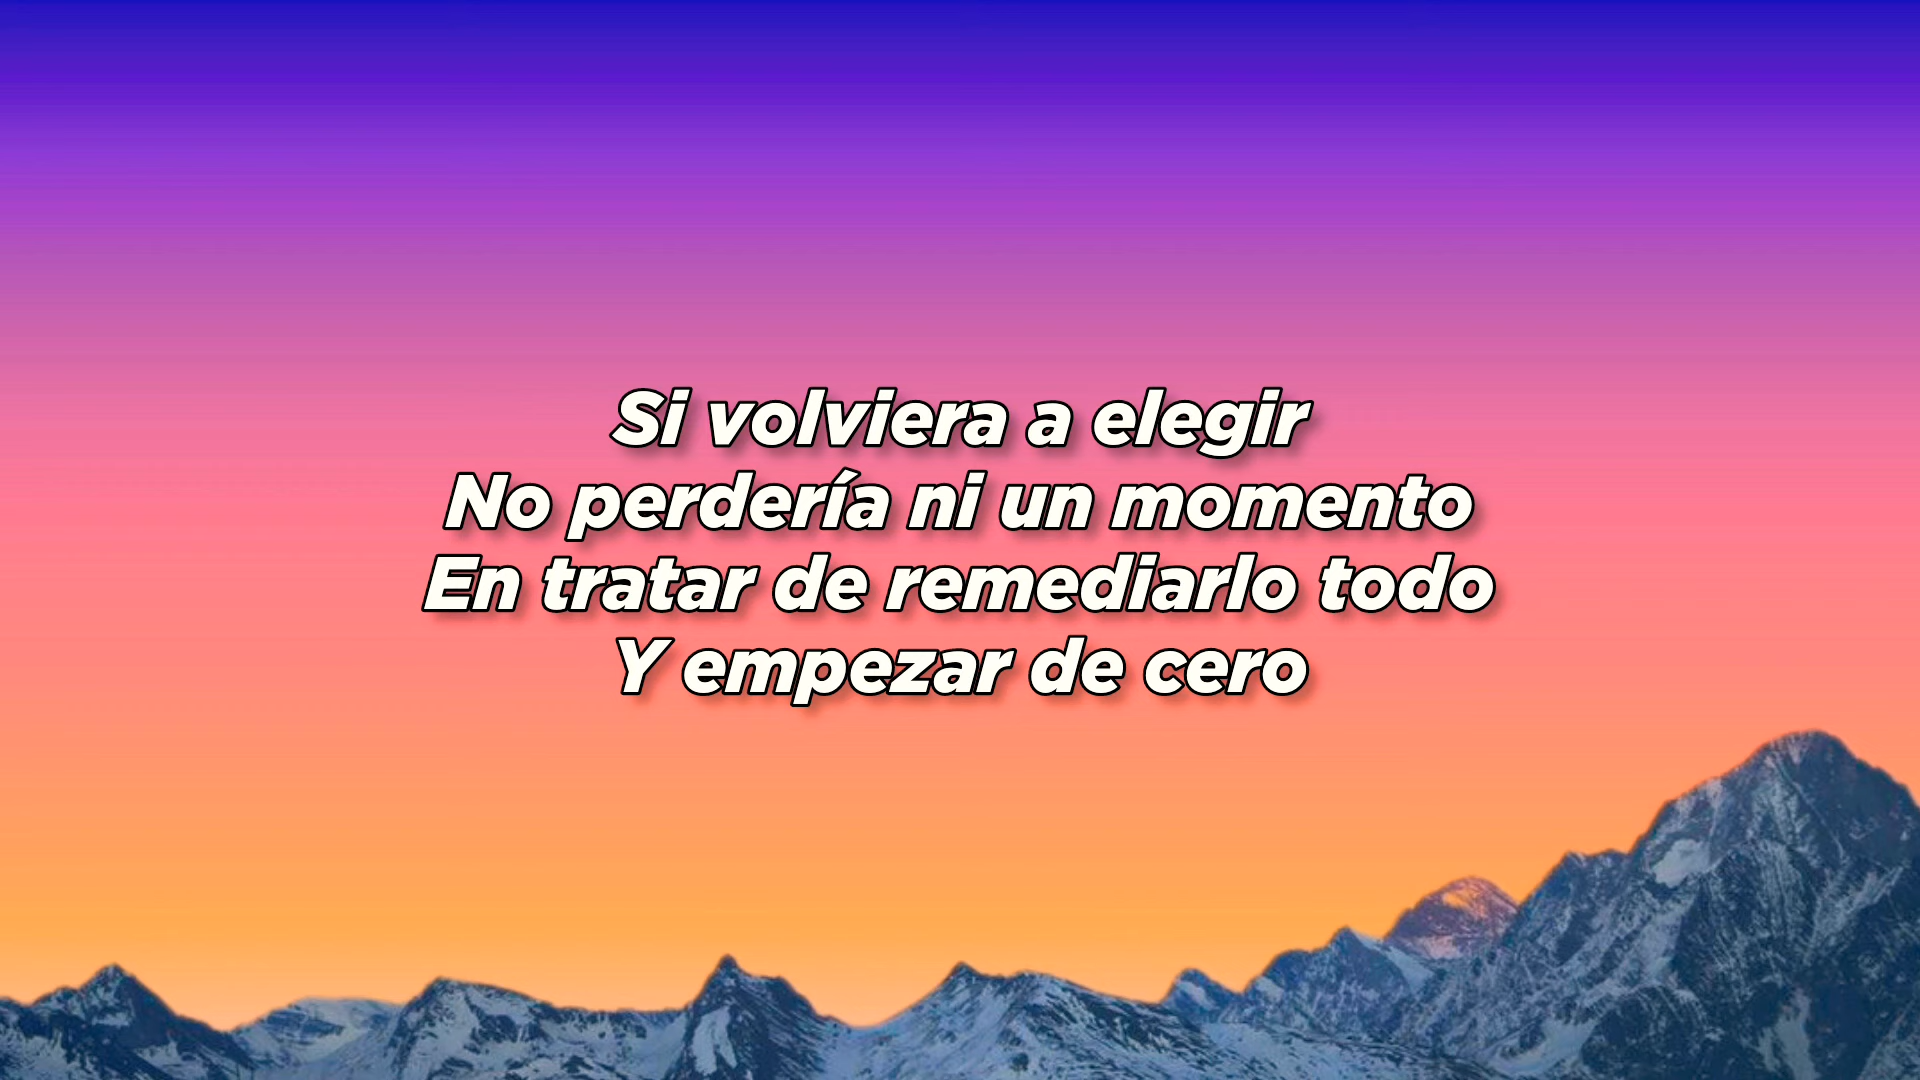 Si volviera a elegir
No perdería ni un momento
En tratar de remediarlo todo
Y empezar de cero